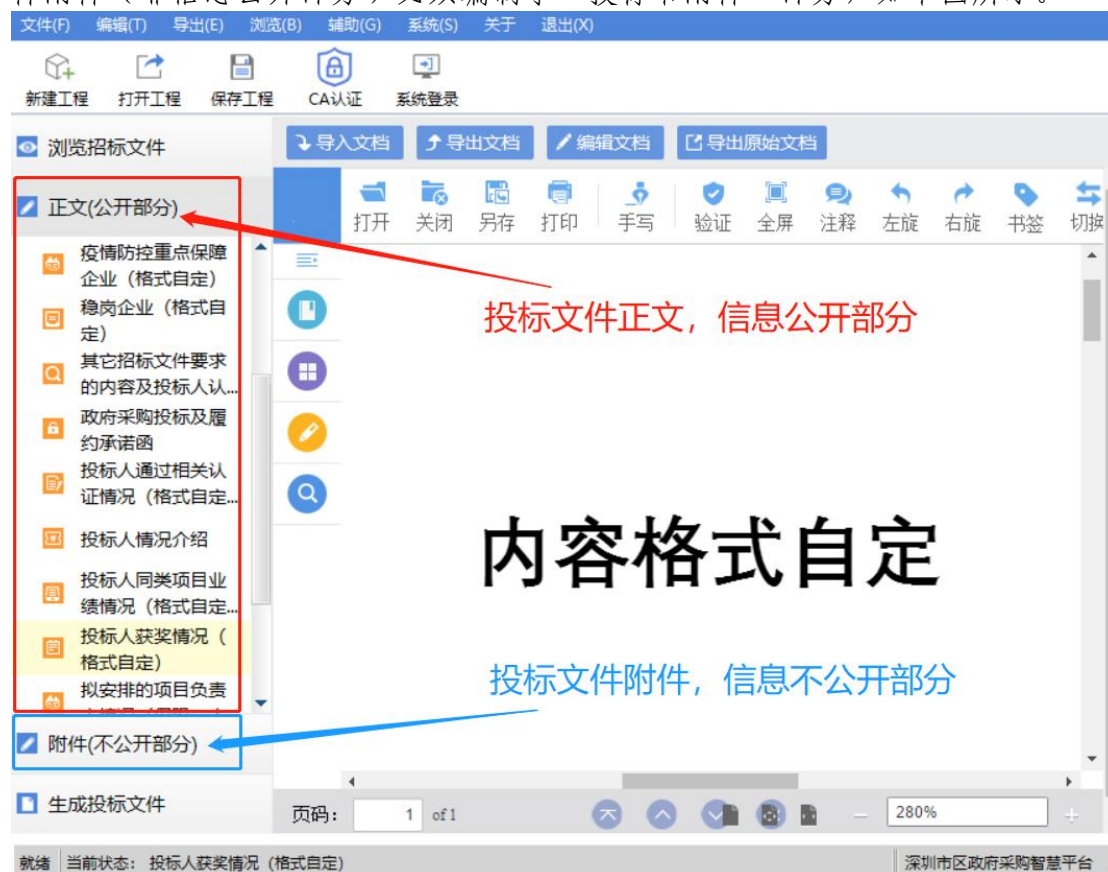 文件(F) 编辑(T) 导出(E) 浏览(B) 辅助(G) 系统(S) 关于 退出(X)
新建工程 打开工程 保存工程 CA认证 系统登录
浏览招标文件
导入文档 导出文档 编辑文档 导出原始文档
正文(公开部分)
打开 关闭 另存 打印 手写 验证 全屏 注释 左旋 右旋 书签 切换
疫情防控重点保障
企业（格式自定）
稳岗企业（格式自
定）
其它招标文件要求
的内容及投标人认...
政府采购投标及履
约承诺函
投标人通过相关认
证情况（格式自定...
投标人情况介绍
投标人同类项目业
绩情况（格式自定...
投标人获奖情况（
格式自定）
拟安排的项目负责
投标文件正文，信息公开部分
内容格式自定
投标文件附件，信息不公开部分
附件(不公开部分)
生成投标文件
页码： 1 of 1 280%
就绪 当前状态： 投标人获奖情况（格式自定） 深圳市区政府采购智慧平台